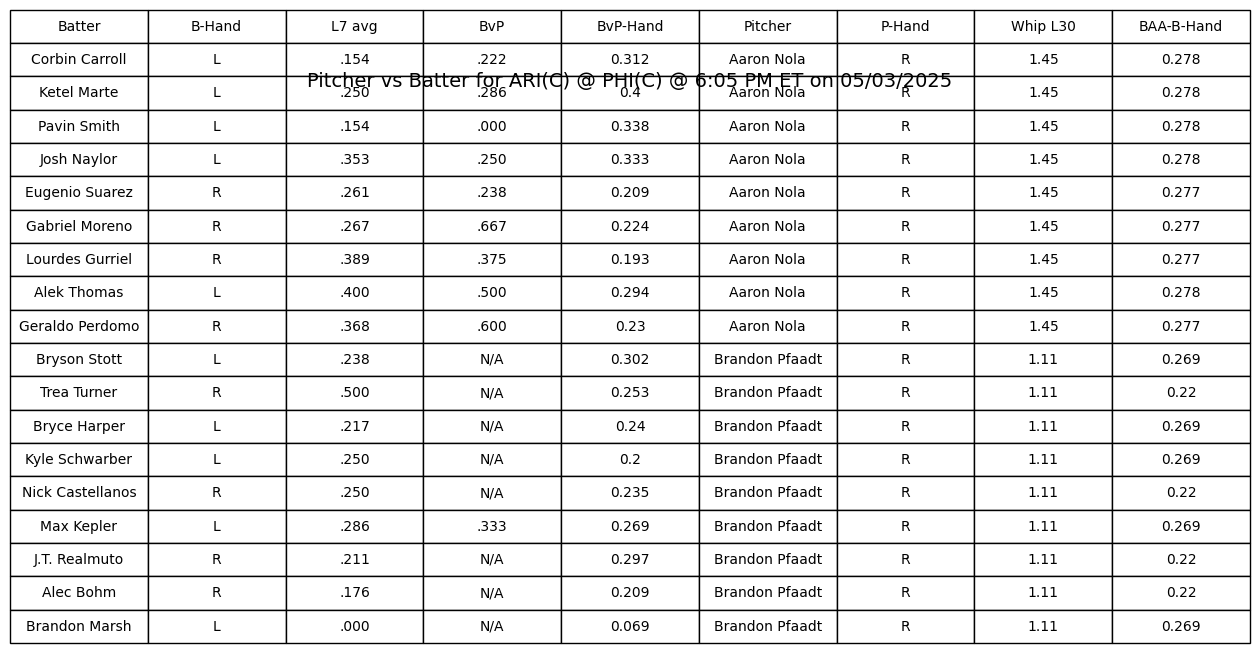 Batter B-Hand L7 avg BvP BvP-Hand Pitcher P-Hand Whip L30 BAA-B-Hand
Corbin Carroll L .154 .222 0.312 Aaron Nola R 1.45 0.278
Pitcher vs Batter for ARI(C) @ PHI(C) @ 6:05 PM ET on 05/03/2025
Ketel Marte L .250 .286 0.4 Aaron Nola R 1.45 0.278
Pavin Smith L .154 .000 0.338 Aaron Nola R 1.45 0.278
Josh Naylor L .353 .250 0.333 Aaron Nola R 1.45 0.278
Eugenio Suarez R .261 .238 0.209 Aaron Nola R 1.45 0.277
Gabriel Moreno R .267 .667 0.224 Aaron Nola R 1.45 0.277
Lourdes Gurriel R .389 .375 0.193 Aaron Nola R 1.45 0.277
Alek Thomas L .400 .500 0.294 Aaron Nola R 1.45 0.278
Geraldo Perdomo R .368 .600 0.23 Aaron Nola R 1.45 0.277
Bryson Stott L .238 N/A 0.302 Brandon Pfaadt R 1.11 0.269
Trea Turner R .500 N/A 0.253 Brandon Pfaadt R 1.11 0.22
Bryce Harper L .217 N/A 0.24 Brandon Pfaadt R 1.11 0.269
Kyle Schwarber L .250 N/A 0.2 Brandon Pfaadt R 1.11 0.269
Nick Castellanos R .250 N/A 0.235 Brandon Pfaadt R 1.11 0.22
Max Kepler L .286 .333 0.269 Brandon Pfaadt R 1.11 0.269
J.T. Realmuto R .211 N/A 0.297 Brandon Pfaadt R 1.11 0.22
Alec Bohm R .176 N/A 0.209 Brandon Pfaadt R 1.11 0.22
Brandon Marsh L .000 N/A 0.069 Brandon Pfaadt R 1.11 0.269